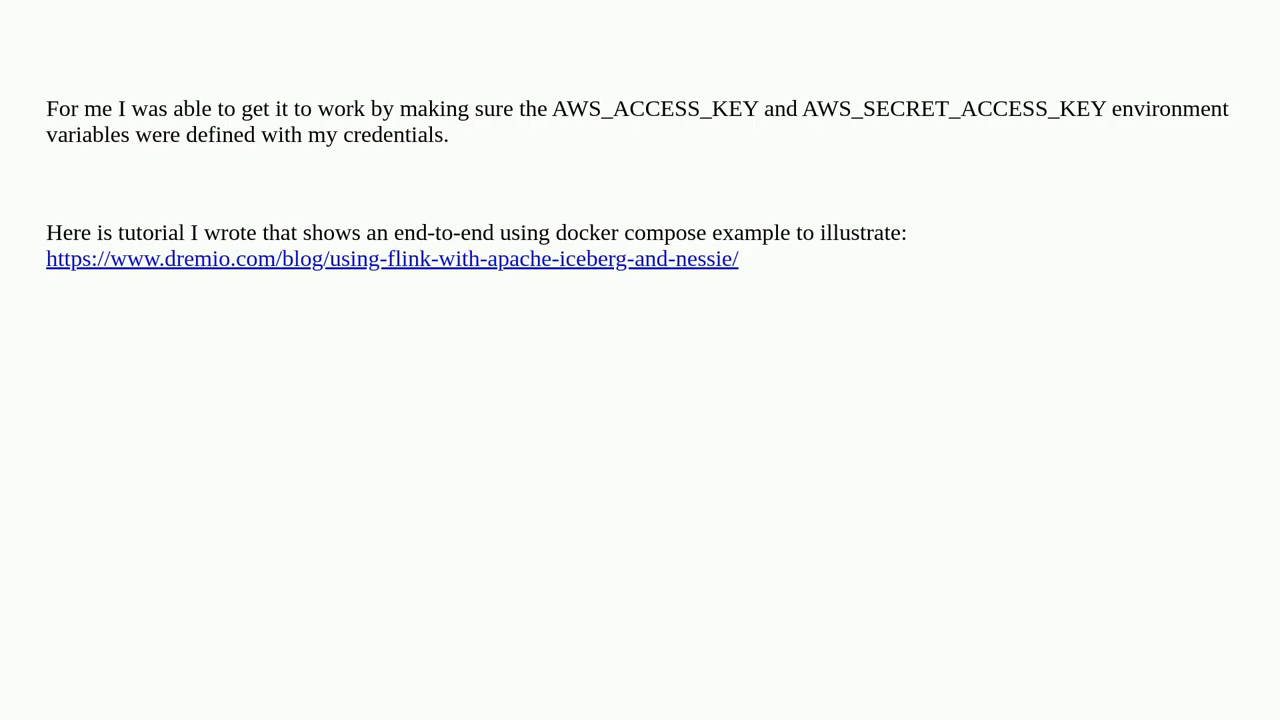 For me I was able to get it to work by making sure the AWS_ACCESS_KEY and AWS_SECRET_ACCESS_KEY environment
variables were defined with my credentials.
Here is tutorial I wrote that shows an end-to-end using docker compose example to illustrate:
https://www.dremio.com/blog/using-flink-with-apache-iceberg-and-nessie/